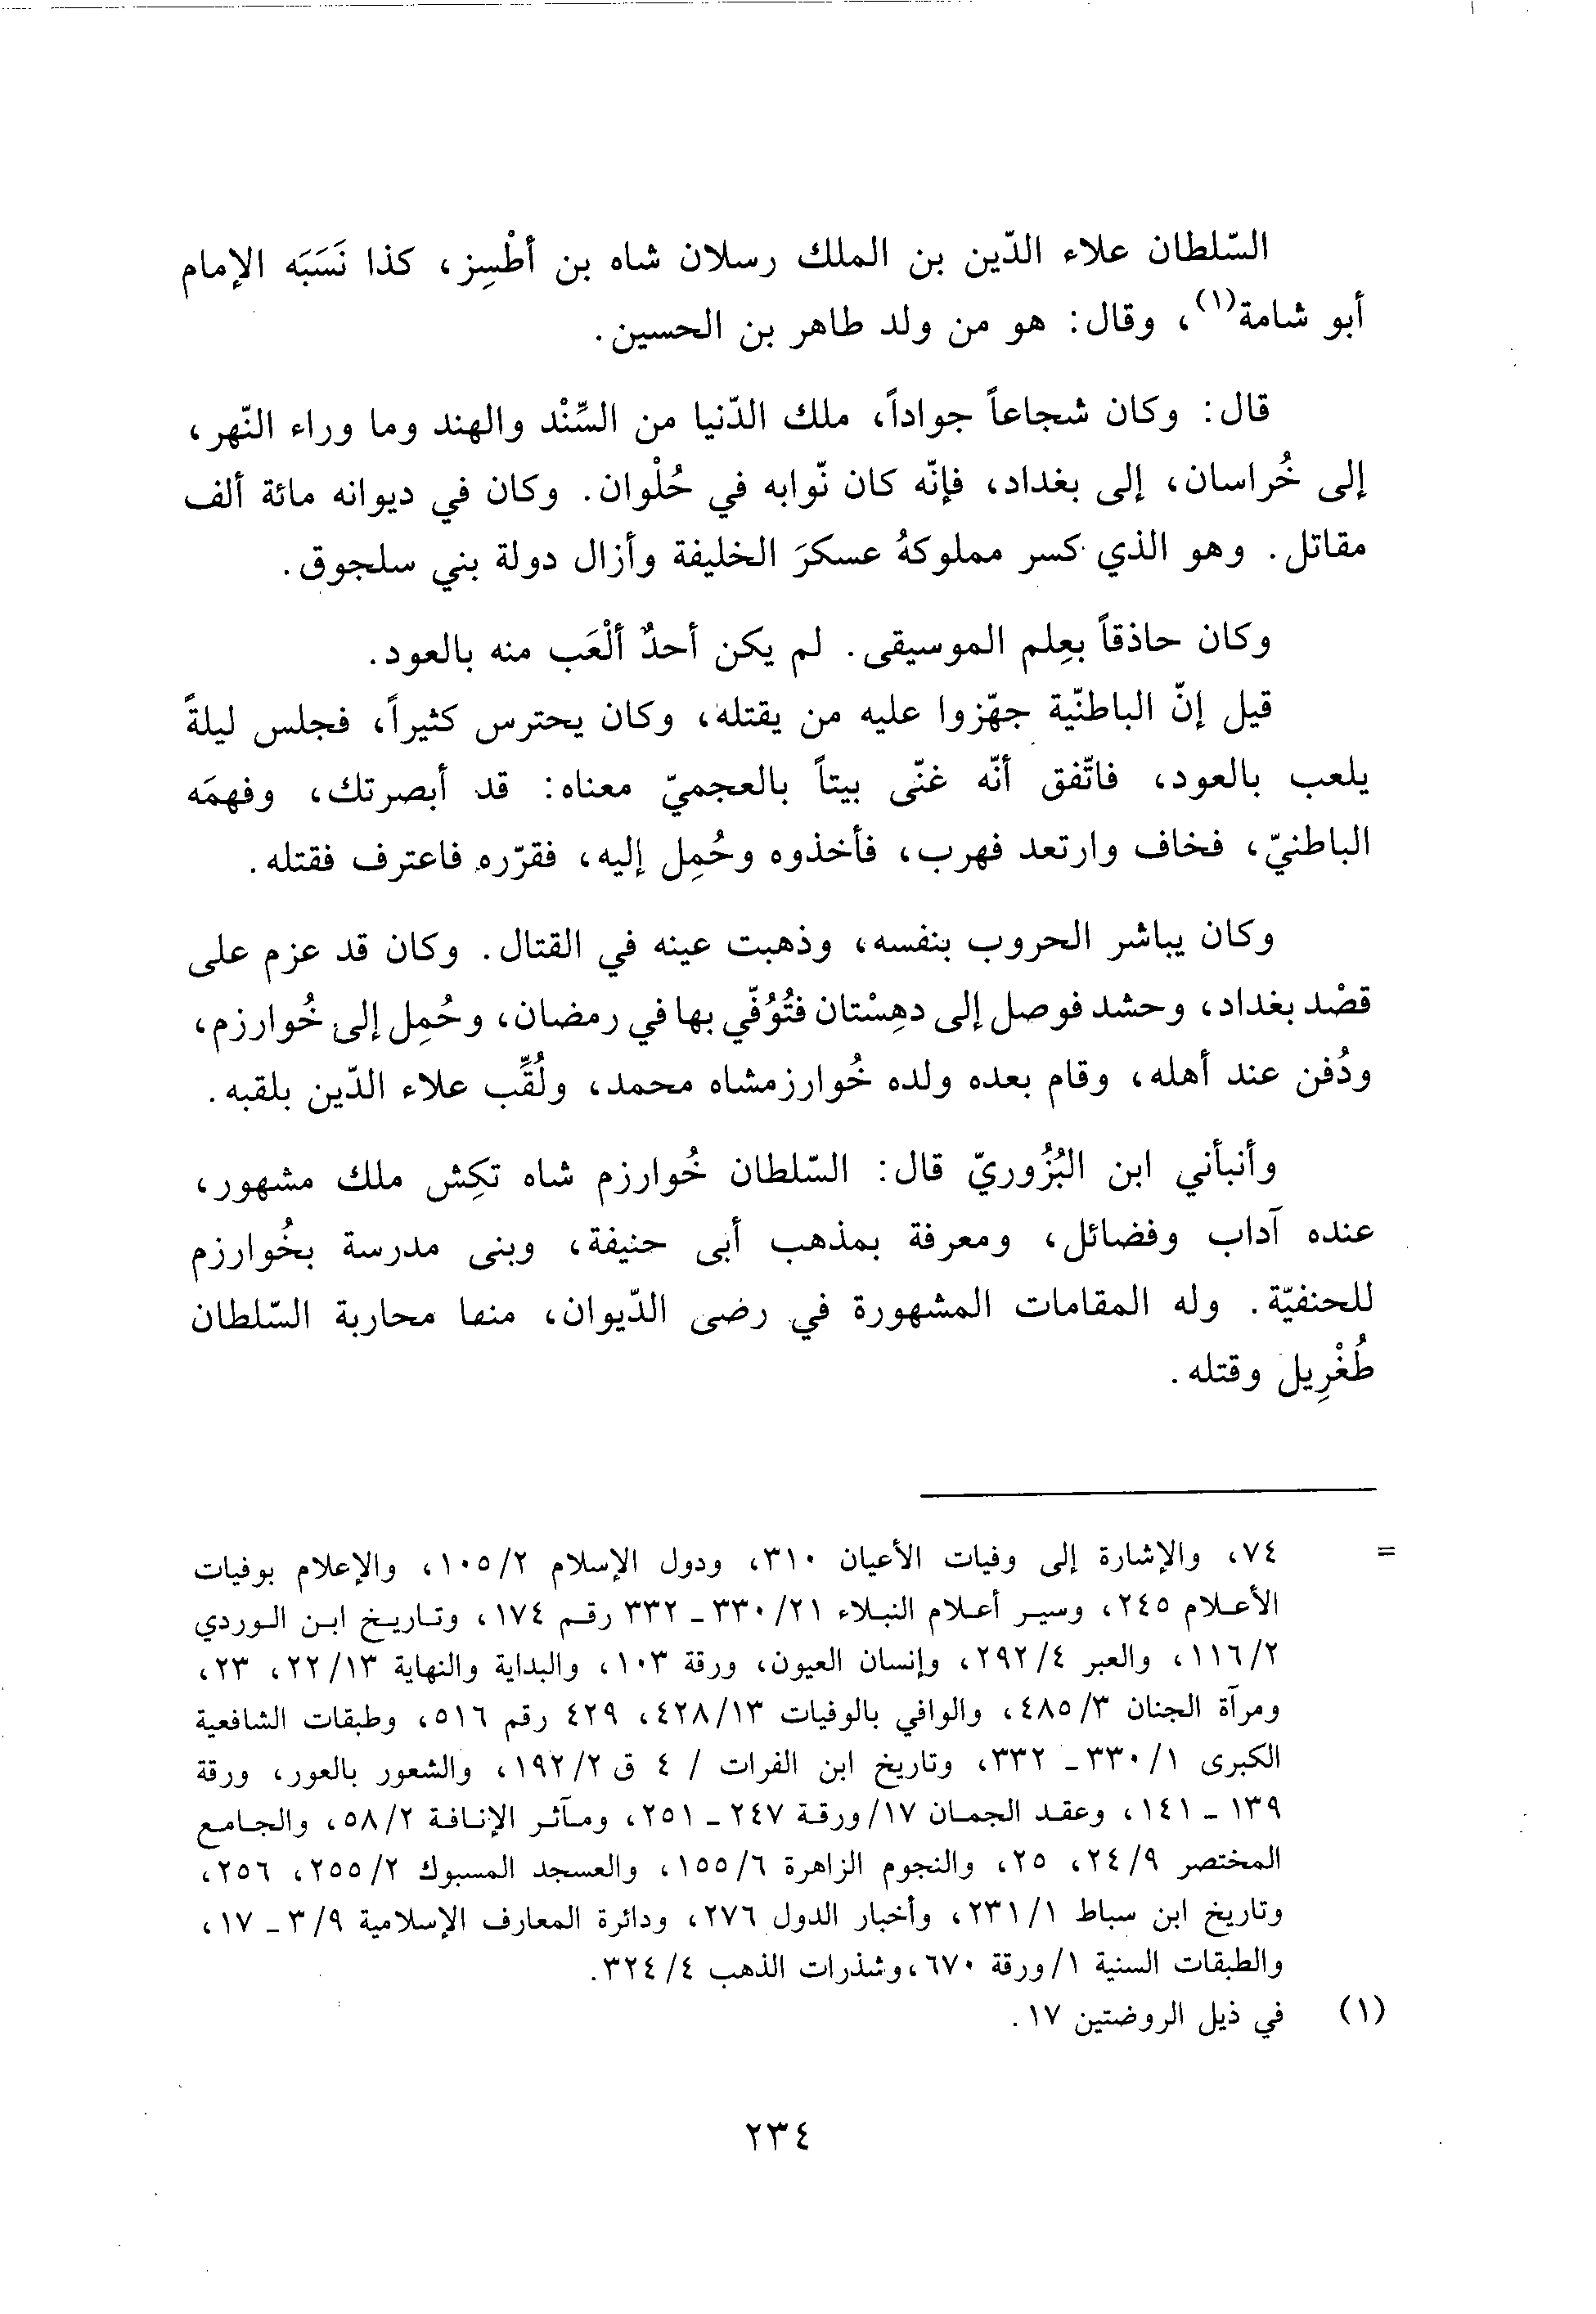 السّلطان علاء الدّين بن الملك رسلان شاه بن أطْسِز، كذا نَسَبَه الإمام
أبو شامة(١)، وقال: هو من ولد طاهر بن الحسين.
قال: وكان شجاعاً جواداً، ملك الدّنيا من السِّنْد والهند وما وراء النّهر،
إلى خُراسان، إلى بغداد، فإنّه كان نّوابه في حُلْوان. وكان في ديوانه مائة ألف
مقاتل. وهو الذي كسر مملوكهُ عسكرَ الخليفة وأزال دولة بني سلجوق.
وكان حاذقاً بعِلم الموسيقى. لم يكن أحدٌ ألْعَب منه بالعود.
قيل إنّ الباطنّية جهّزوا عليه من يقتله، وكان يحترس كثيراً، فجلس ليلةً
يلعب بالعود، فاتّفق أنّه غنّى بيتاً بالعجميّ معناه: قد أبصرتك، وفهمَه
الباطنيّ، فخاف وارتعد فهرب، فأخذوه وحُمِل إليه، فقرّره فاعترف فقتله.
وكان يباشر الحروب بنفسه، وذهبت عينه في القتال. وكان قد عزم على
قصْد بغداد، وحشد فوصل إلى دهِسْتان فتُوُفّي بها في رمضان، وحُمِل إلى خُوارزم،
ودُفن عند أهله، وقام بعده ولده خُوارزمشاه محمد، ولُقِّب علاء الدّين بلقبه.
وأنبأني ابن البُزُوريّ قال: السّلطان خُوارزم شاه تكِش ملك مشهور،
عنده آداب وفضائل، ومعرفة بمذهب أبى حنيفة، وبنى مدرسة بخُوارزم
للحنفيّة. وله المقامات المشهورة في رضى الدّيوان، منها محاربة السّلطان
طُغْرِيل وقتله.
= ٧٤، والإشارة إلى وفيات الأعيان ٣١٠، ودول الإسلام ١٠٥/٢، والإعلام بوفيات
الأعلام ٢٤٥، وسير أعلام النبلاء ٣٣٠/٢١ ـ ٣٣٢ رقم ١٧٤، وتاريخ ابن الوردي
١١٦/٢، والعبر ٢٩٢/٤، وإنسان العيون، ورقة ١٠٣، والبداية والنهاية ٢٢/١٣، ٢٣،
ومرآة الجنان ٤٨٥/٣، والوافي بالوفيات ٤٢٨/١٣، ٤٢٩ رقم ٥١٦، وطبقات الشافعية
الكبرى ٣٣٠/١ ـ ٣٣٢، وتاريخ ابن الفرات / ٤ ق ١٩٢/٢، والشعور بالعور، ورقة
١٣٩ ـ ١٤١، وعقد الجمان ١٧/ورقة ٢٤٧ ـ ٢٥١، ومآثر الإنافة ٥٨/٢، والجامع
المختصر ٢٤/٩، ٢٥، والنجوم الزاهرة ١٥٥/٦، والعسجد المسبوك ٢٥٥/٢، ٢٥٦،
وتاريخ ابن سباط ٢٣١/١، وأخبار الدول ٢٧٦، ودائرة المعارف الإسلامية ٣/٩ ـ ١٧،
والطبقات السنية ١/ورقة ٦٧٠، وشذرات الذهب ٣٢٤/٤.
(١) في ذيل الروضتين ١٧.
٢٣٤